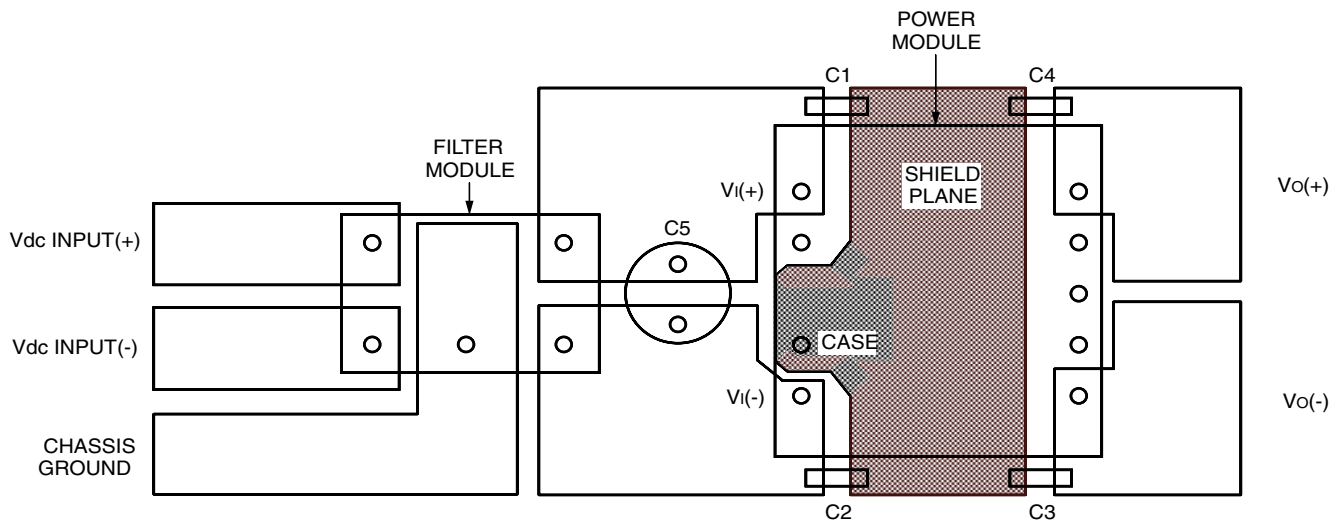 POWER
MODULE
C1
C4
FILTER
MODULE
SHIELD
PLANE
VI(+)
VO(+)
Vdc INPUT(+)
C5
Vdc INPUT(-)
CASE
VI(-)
VO(-)
CHASSIS
GROUND
C2
C3